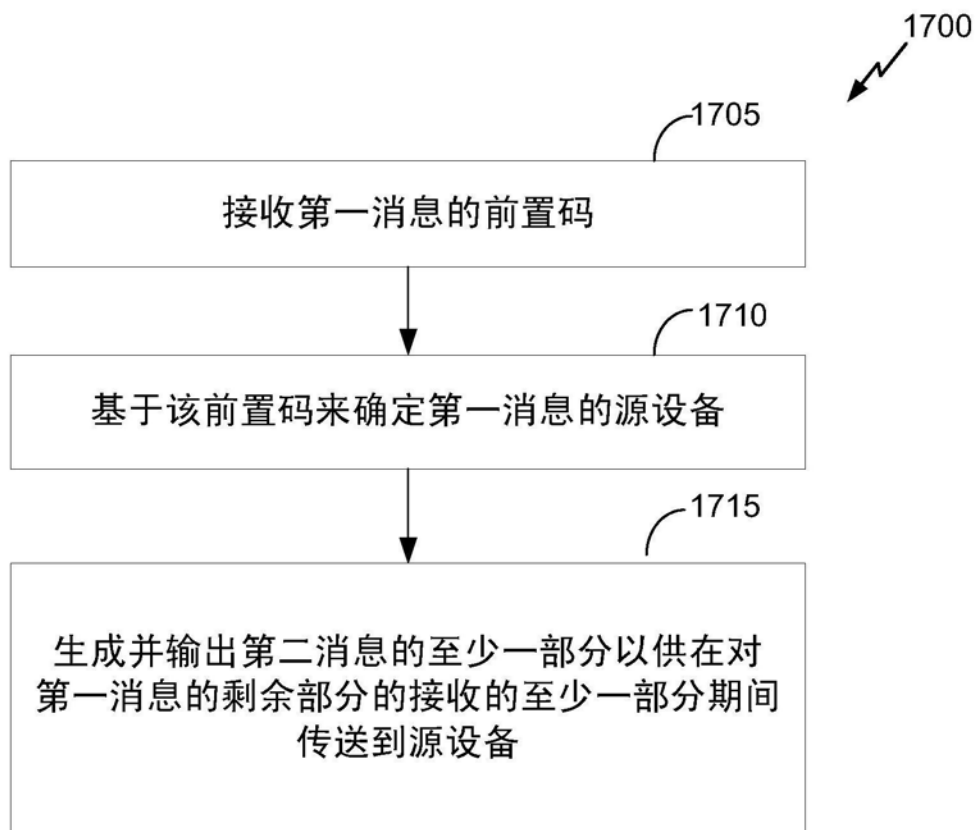 1700
1705
接收第一消息的前置码
1710
基于该前置码来确定第一消息的源设备
1715
生成并输出第二消息的至少一部分以供在对
第一消息的剩余部分的接收的至少一部分期间
传送到源设备